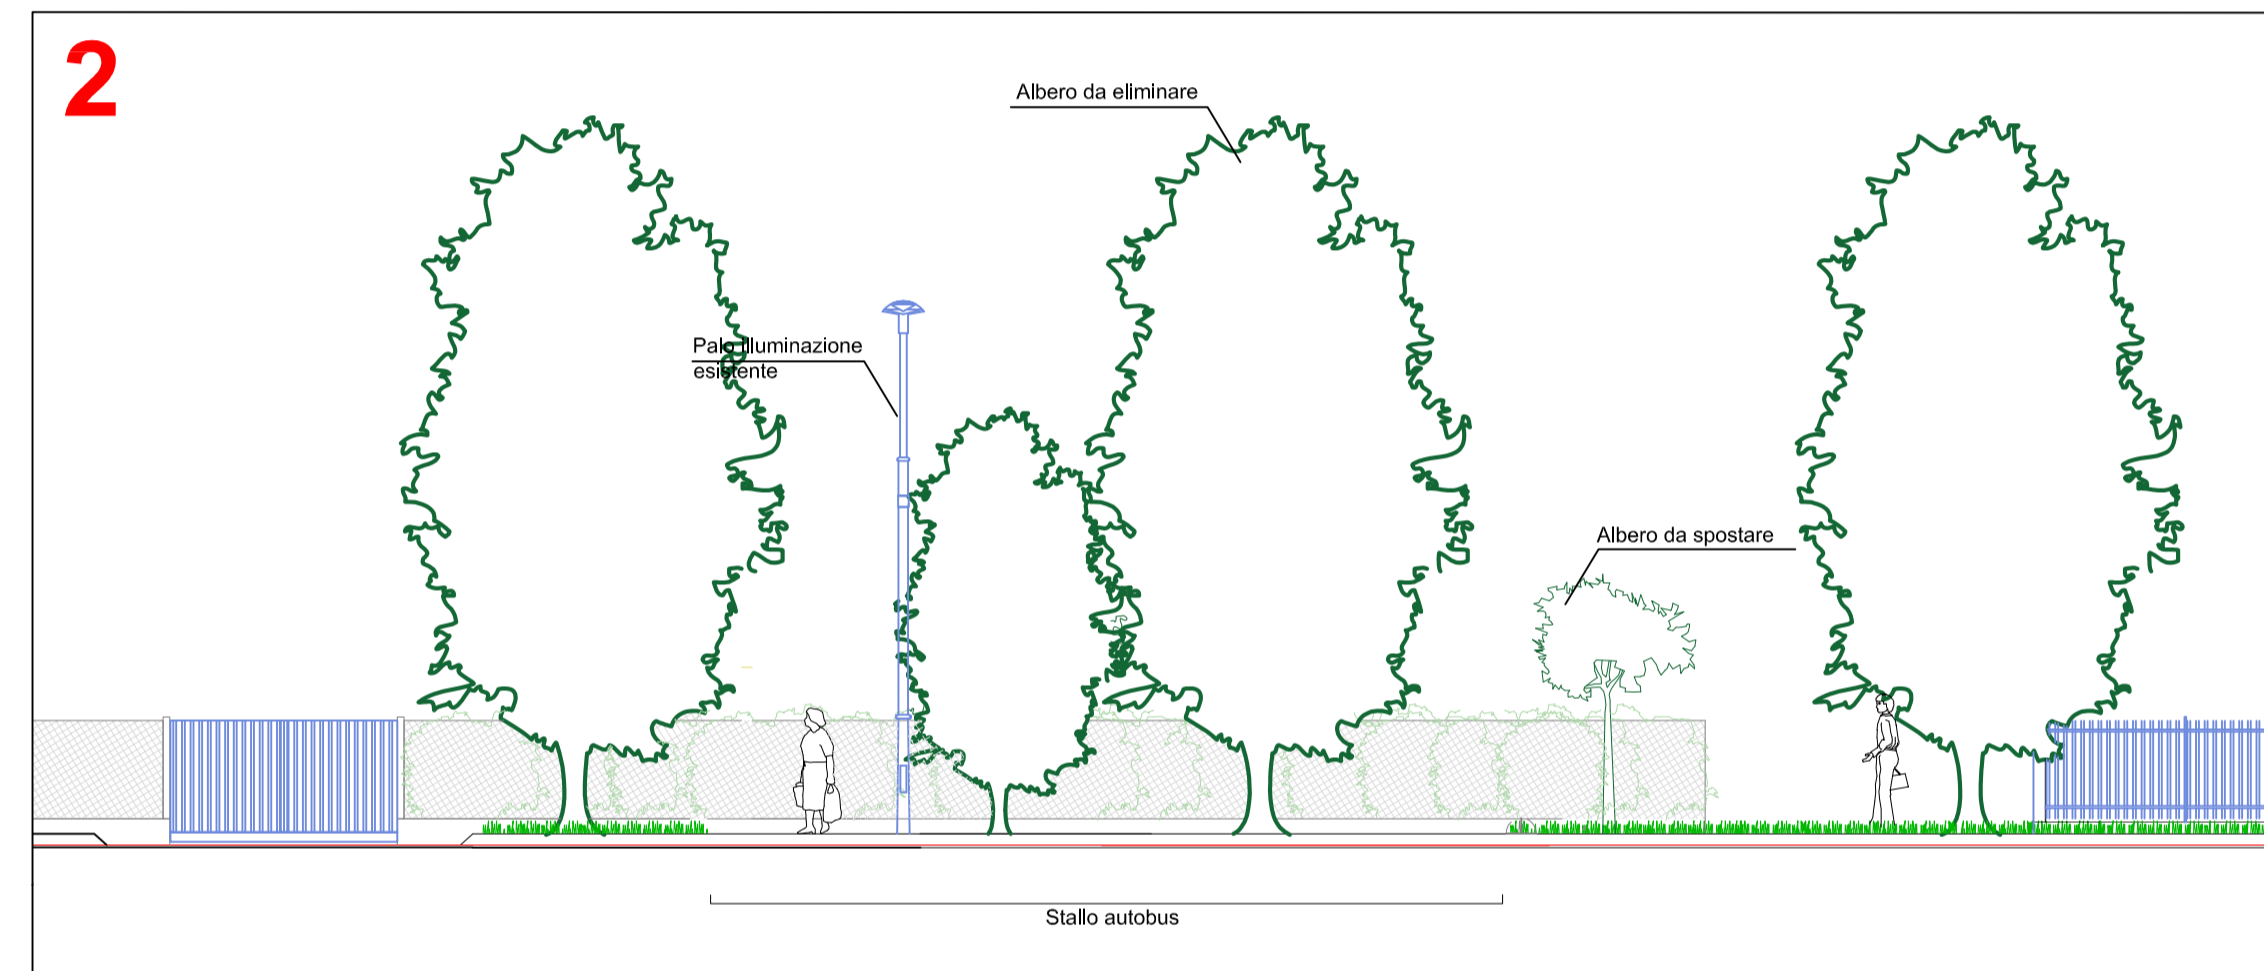 2
Albero da eliminare
Palo illuminazione
esistente
Albero da spostare
Stallo autobus